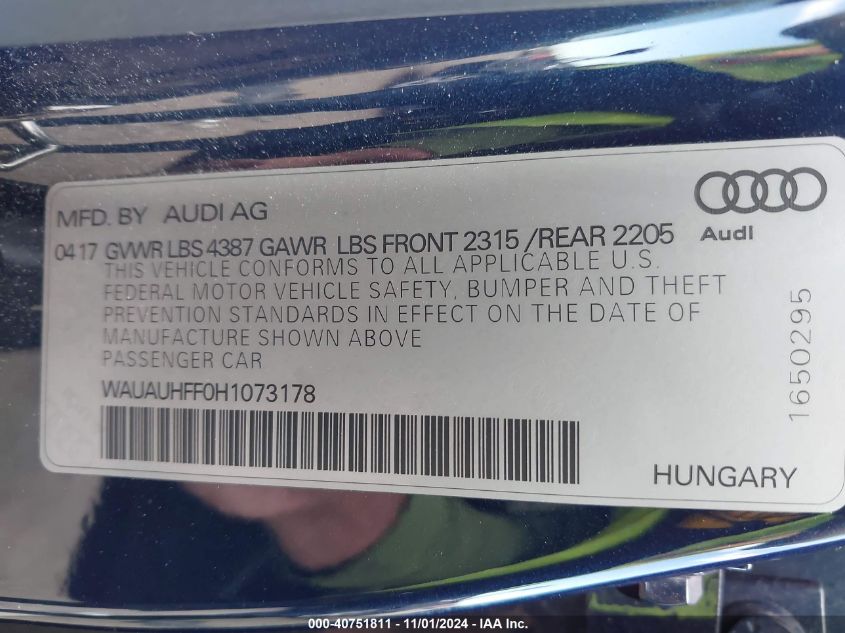 MFD. BY AUDI AG
Audi
0417 GVWR LBS 4387 GAWR LBS FRONT 2315 /REAR 2205
THIS VEHICLE CONFORMS TO ALL APPLICABLE U.S.
FEDERAL MOTOR VEHICLE SAFETY, BUMPER AND THEFT
PREVENTION STANDARDS IN EFFECT ON THE DATE OF
MANUFACTURE SHOWN ABOVE
PASSENGER CAR
WAUAUHFF0H1073178
1650295
HUNGARY
000-40751811 - 11/01/2024 - IAA Inc.